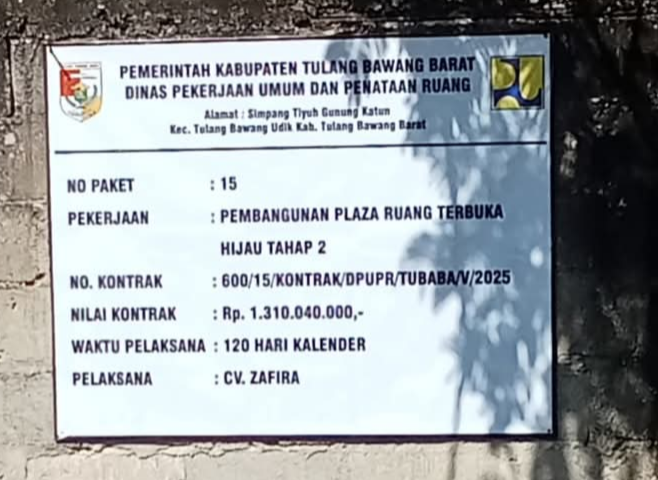 PEMERINTAH KABUPATEN TULANG BAWANG BARAT
DINAS PEKERJAAN UMUM DAN PENATAAN RUANG
Alamat : Simpang Tiyuh Gunung Katun
Kec. Tulang Bawang Udik Kab. Tulang Bawang Barat
NO PAKET : 15
PEKERJAAN : PEMBANGUNAN PLAZA RUANG TERBUKA
HIJAU TAHAP 2
NO. KONTRAK : 600/15/KONTRAK/DPUPR/TUBABA/V/2025
NILAI KONTRAK : Rp. 1.310.040.000,-
WAKTU PELAKSANA : 120 HARI KALENDER
PELAKSANA : CV. ZAFIRA